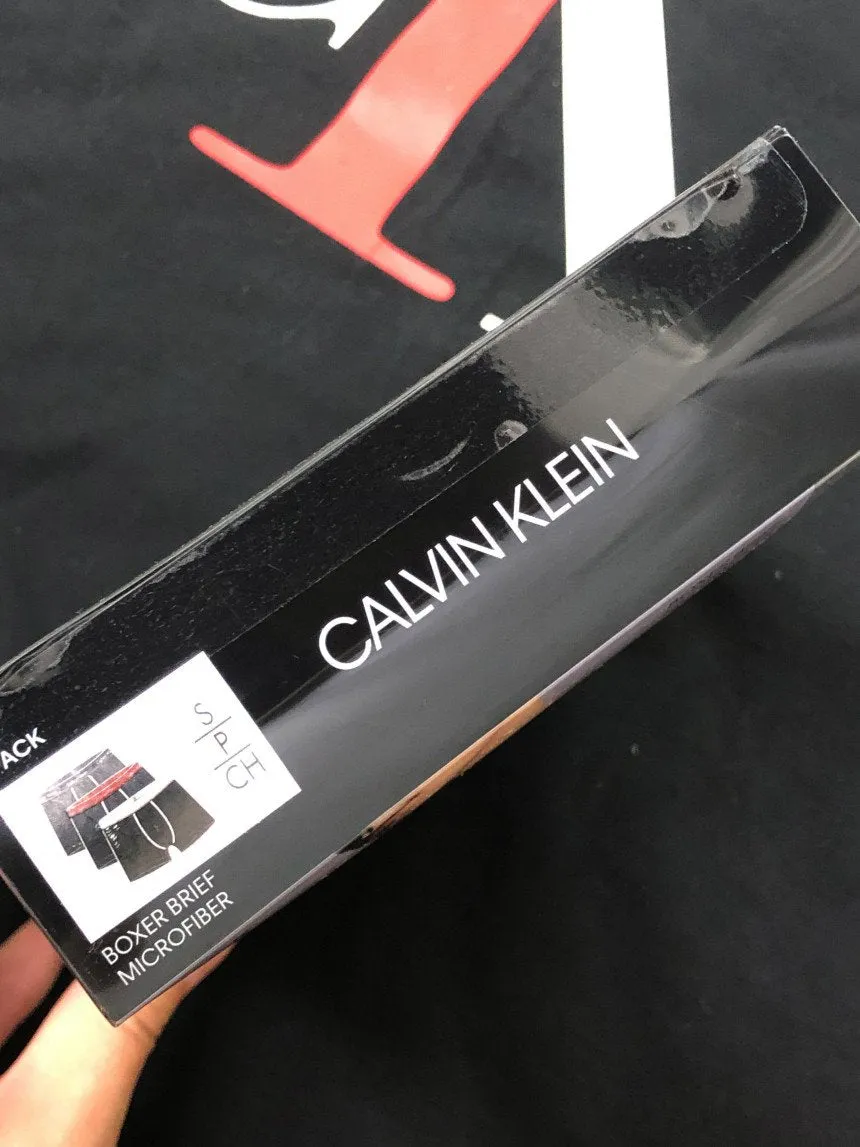 CALVIN KLEIN
ACK
S
P
CH
BOXER BRIEF
MICROFIBER